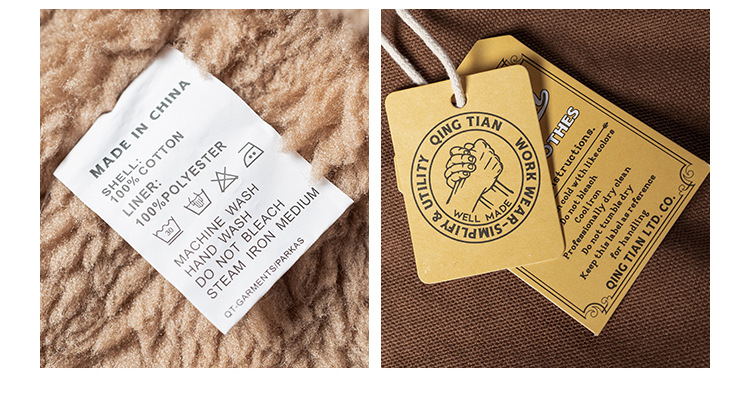 MADE IN CHINA
SHELL:
100% COTTON
LINER:
100%POLYESTER
30
MACHINE WASH
HAND WASH
DO NOT BLEACH
STEAM IRON MEDIUM
QT-GARMENTS/PARKAS
QING TIAN
WORK WEAR-SIMPLIFY & UTILITY
WELL MADE
cold with like colors
Do not bleach
Cool iron
Professionally dry clean
Do not tumble dry
Keep this label as reference
for handling
QING TIAN LTD. CO.